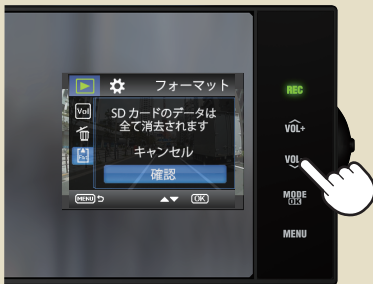 フォーマット
Vol
SDカードのデータは
全て消去されます
キャンセル
確認
MENU
OK
REC
VOL+
VOL-
MODE
OK
MENU